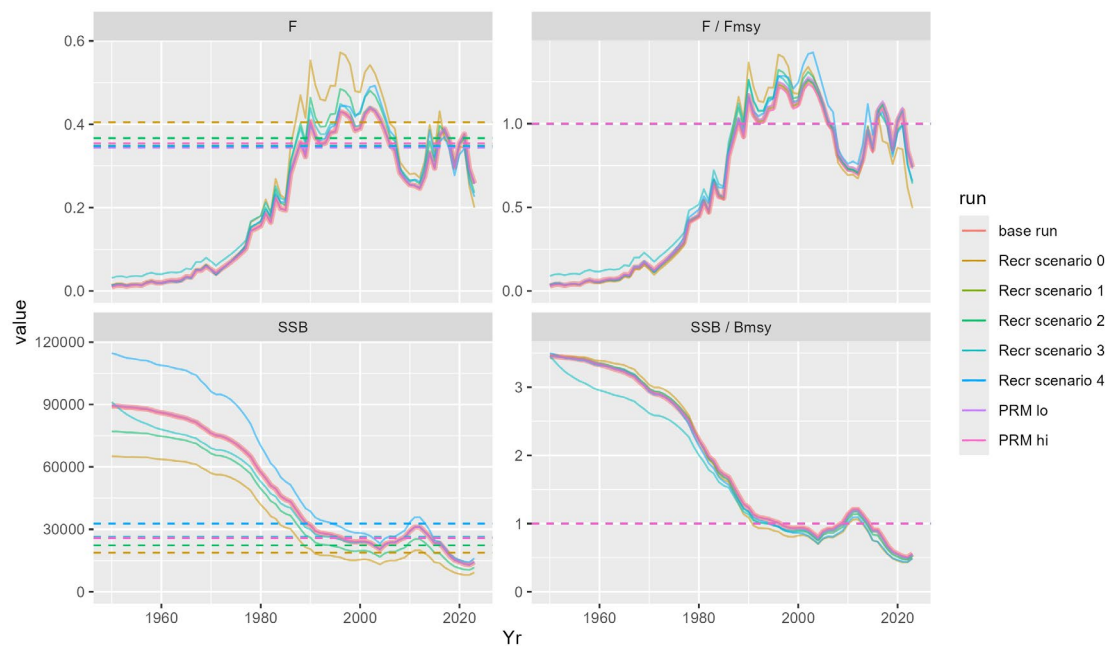 F
F / Fmsy
0.6
0.4
0.2
0.0
1.0
0.5
0.0
SSB
SSB / Bmsy
120000
90000
60000
30000
0
3
2
1
0
1960
1980
2000
2020
1960
1980
2000
2020
value
Yr
run
base run
Recr scenario 0
Recr scenario 1
Recr scenario 2
Recr scenario 3
Recr scenario 4
PRM lo
PRM hi